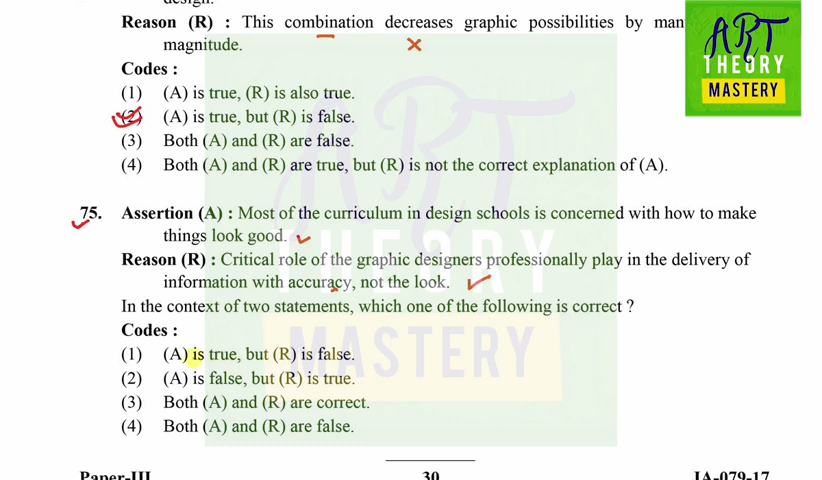 design.
Reason (R) : This combination decreases graphic possibilities by
magnitude.
Codes :
(1) (A) is true, (R) is also true.
(2) (A) is true, but (R) is false.
(3) Both (A) and (R) are false.
(4) Both (A) and (R) are true, but (R) is not the correct explanation of (A).
75. Assertion (A) : Most of the curriculum in design schools is concerned with how to make
things look good.
Reason (R) : Critical role of the graphic designers professionally play in the delivery of
information with accuracy, not the look.
In the context of two statements, which one of the following is correct ?
Codes :
(1) (A) is true, but (R) is false.
(2) (A) is false, but (R) is true.
(3) Both (A) and (R) are correct.
(4) Both (A) and (R) are false.
Paper-III 30 JA-079-17
ART
THEORY
MASTERY
ART
THEORY
MASTERY